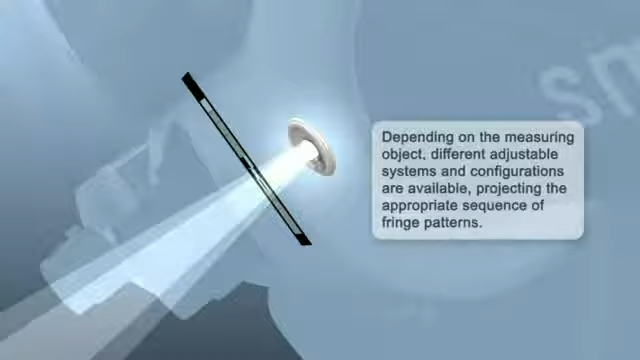 sm
Depending on the measuring
object, different adjustable
systems and configurations
are available, projecting the
appropriate sequence of
fringe patterns.